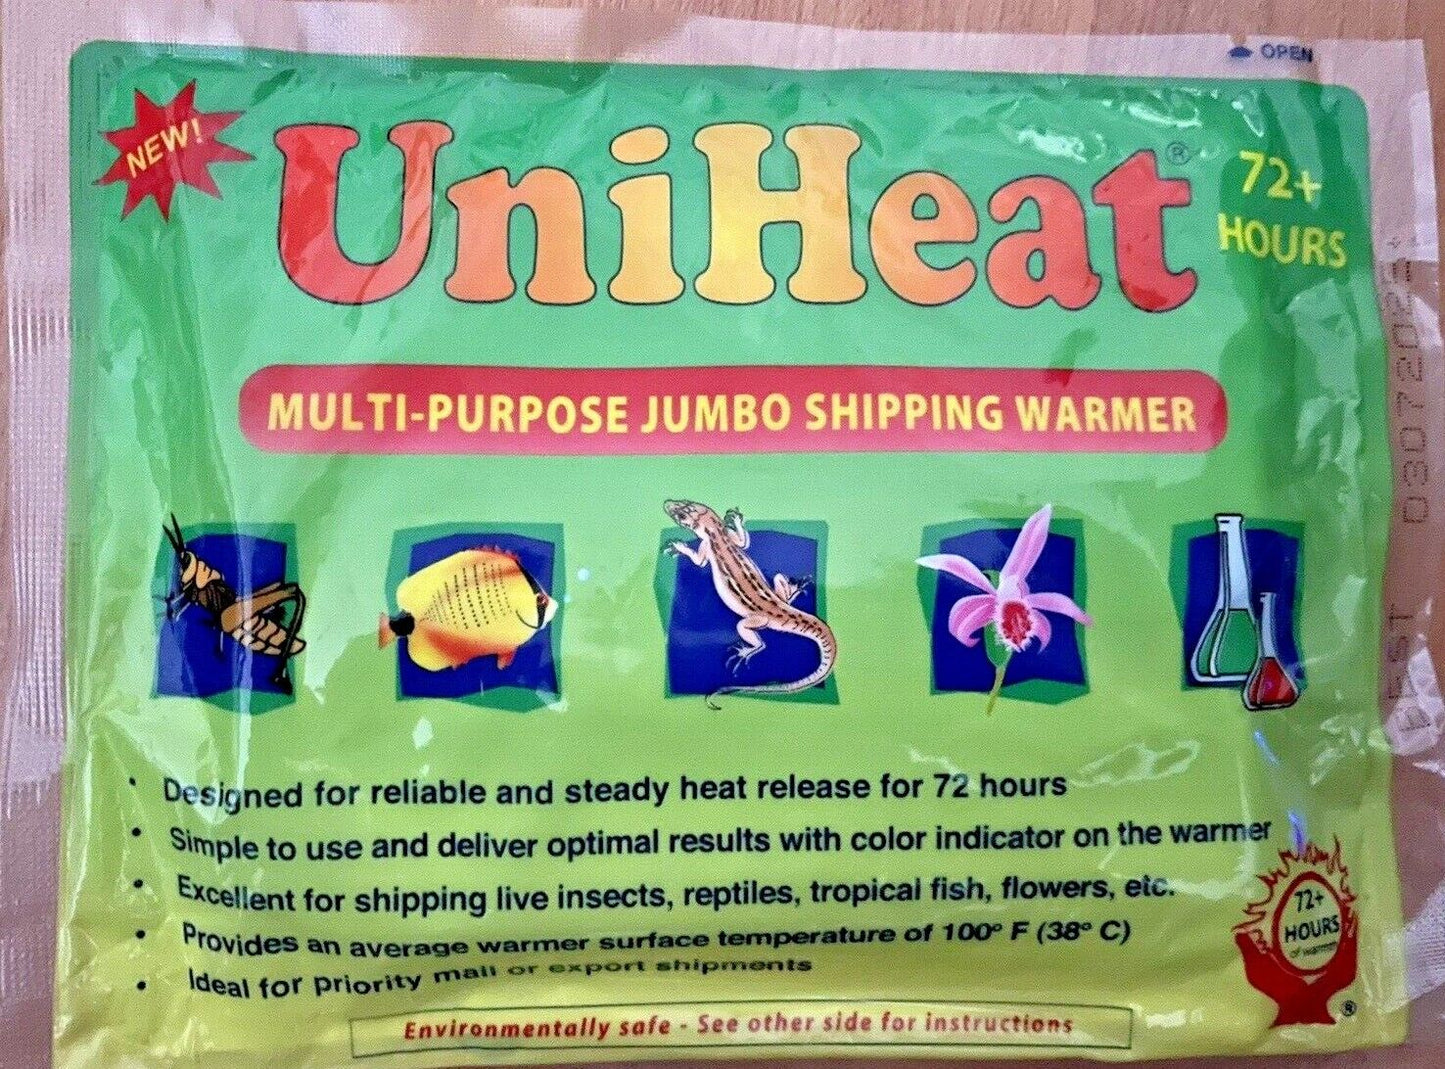 OPEN
NEW!
UniHeat®
72+
HOURS
MULTI-PURPOSE JUMBO SHIPPING WARMER
• Designed for reliable and steady heat release for 72 hours
• Simple to use and deliver optimal results with color indicator on the warmer
• Excellent for shipping live insects, reptiles, tropical fish, flowers, etc.
• Provides an average warmer surface temperature of 100° F (38° C)
• Ideal for priority mail or export shipments
72+
HOURS
of warmth
®
Environmentally safe - See other side for instructions